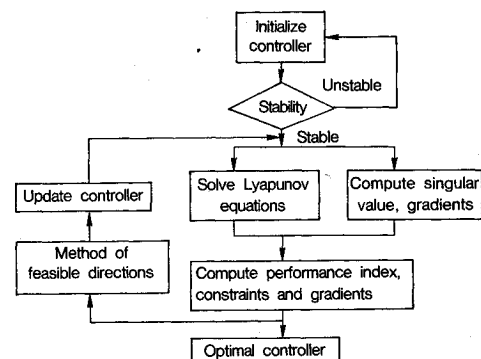 Initialize
controller
Unstable
Stability
Stable
Solve Lyapunov
equations
Compute singular
value, gradients
Update controller
Method of
feasible directions
Compute performance index,
constraints and gradients
Optimal controller